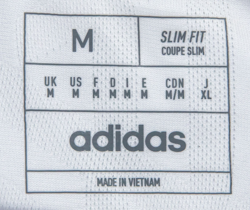 M
SLIM FIT
COUPE SLIM
UK US F D I E CDN J
M M M M M M M/M XL
adidas
MADE IN VIETNAM